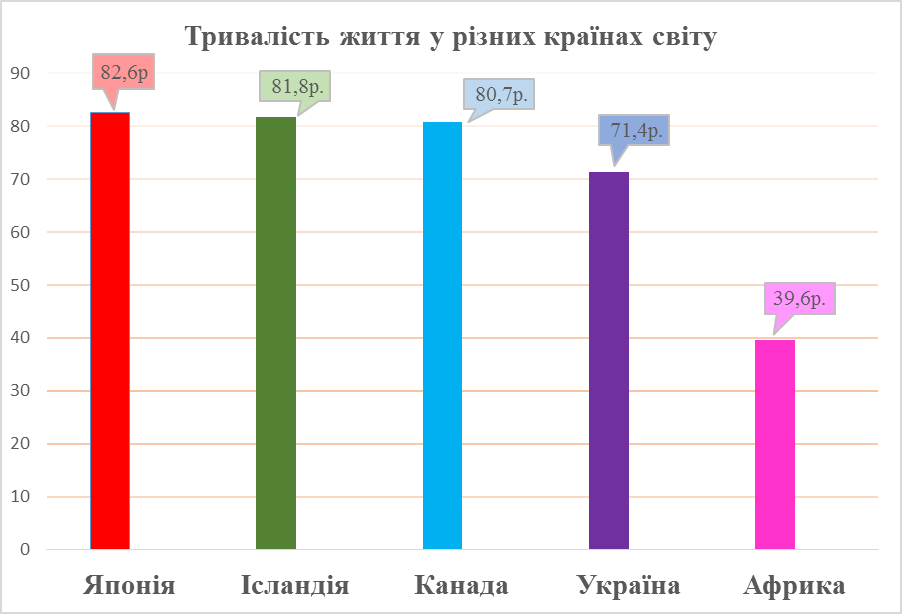 Тривалість життя у різних країнах світу
90
80
70
60
50
40
30
20
10
0
82,6р
81,8р.
80,7р.
71,4р.
39,6р.
Японія
Ісландія
Канада
Україна
Африка